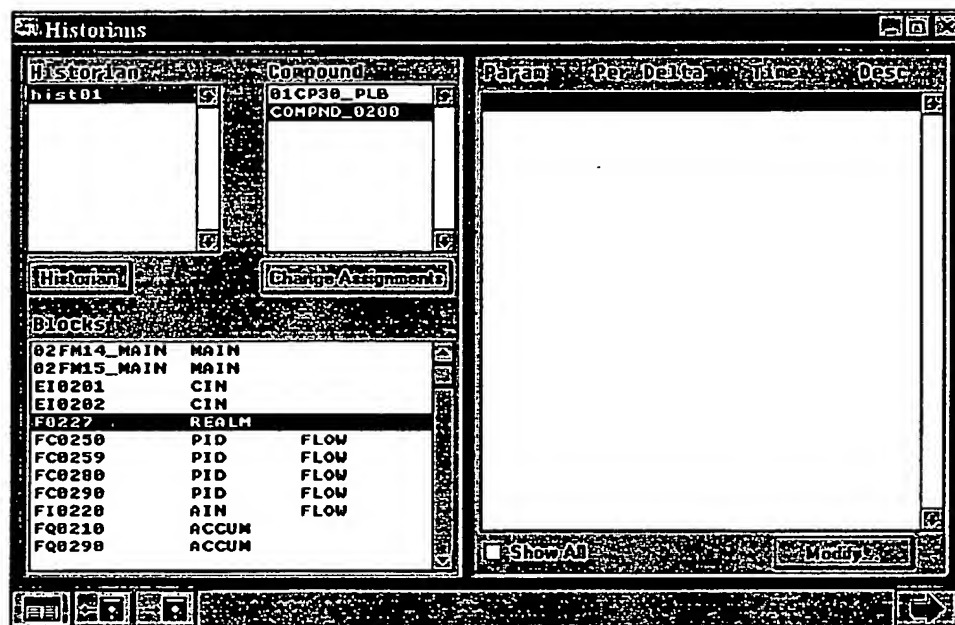 Historians
Historian
hist01
Historian
Compound
01CP30_PLB
COMPND_0200
Change Assignments
Blocks
02FM14_MAIN MAIN
02FM15_MAIN MAIN
EI0201 CIN
EI0202 CIN
F0227 REALM
FC0250 PID FLOW
FC0259 PID FLOW
FC0280 PID FLOW
FC0290 PID FLOW
FI0220 AIN FLOW
FQ0210 ACCUM
FQ0290 ACCUM
Param Per Delta Time Desc
Show All
Modify